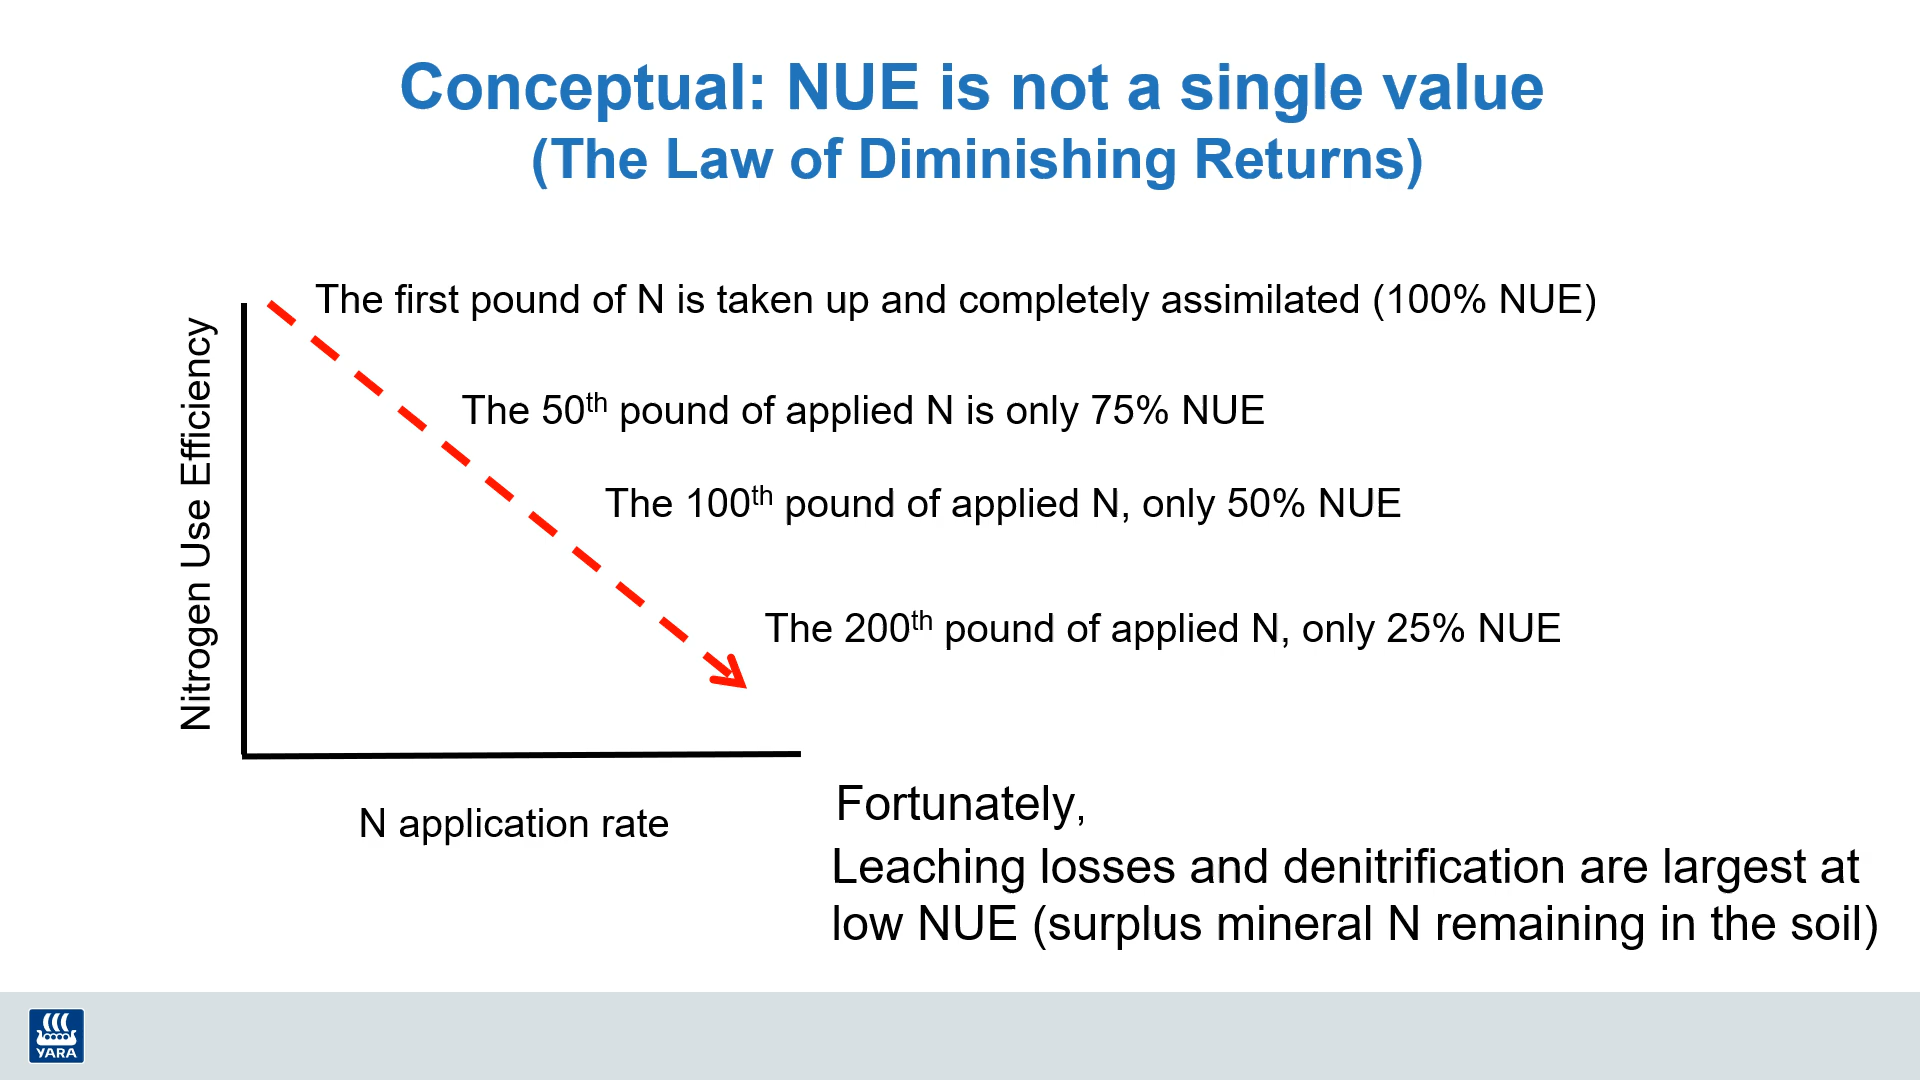 Conceptual: NUE is not a single value
(The Law of Diminishing Returns)
The first pound of N is taken up and completely assimilated (100% NUE)
The 50th pound of applied N is only 75% NUE
The 100th pound of applied N, only 50% NUE
The 200th pound of applied N, only 25% NUE
Nitrogen Use Efficiency
N application rate
Fortunately,
Leaching losses and denitrification are largest at
low NUE (surplus mineral N remaining in the soil)
YARA